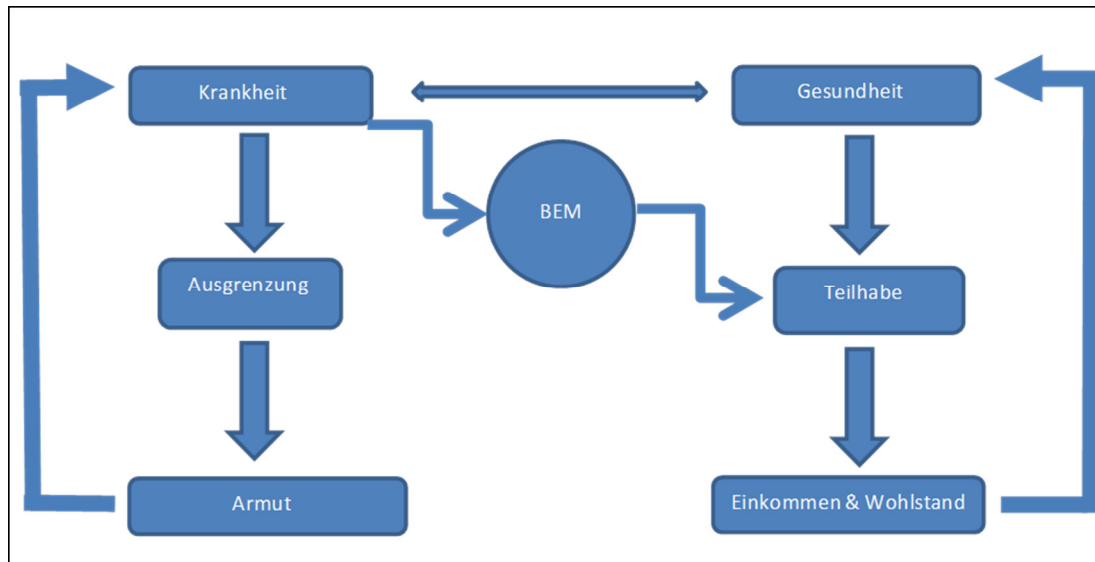 Krankheit
Gesundheit
BEM
Ausgrenzung
Teilhabe
Armut
Einkommen & Wohlstand